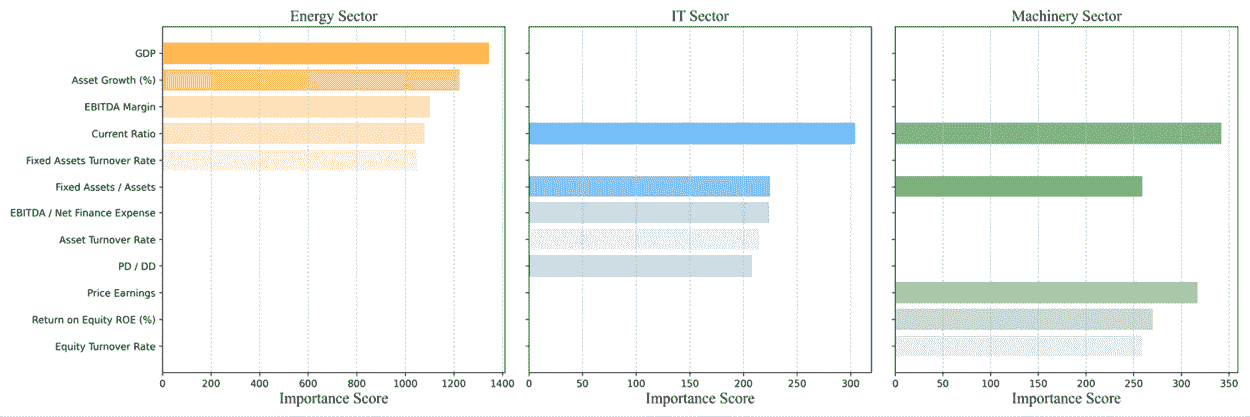 Energy Sector
IT Sector
Machinery Sector
GDP
Asset Growth (%)
EBITDA Margin
Current Ratio
Fixed Assets Turnover Rate
Fixed Assets / Assets
EBITDA / Net Finance Expense
Asset Turnover Rate
PD / DD
Price Earnings
Return on Equity ROE (%)
Equity Turnover Rate
0 200 400 600 800 1000 1200 1400
0 50 100 150 200 250 300
0 50 100 150 200 250 300 350
Importance Score
Importance Score
Importance Score